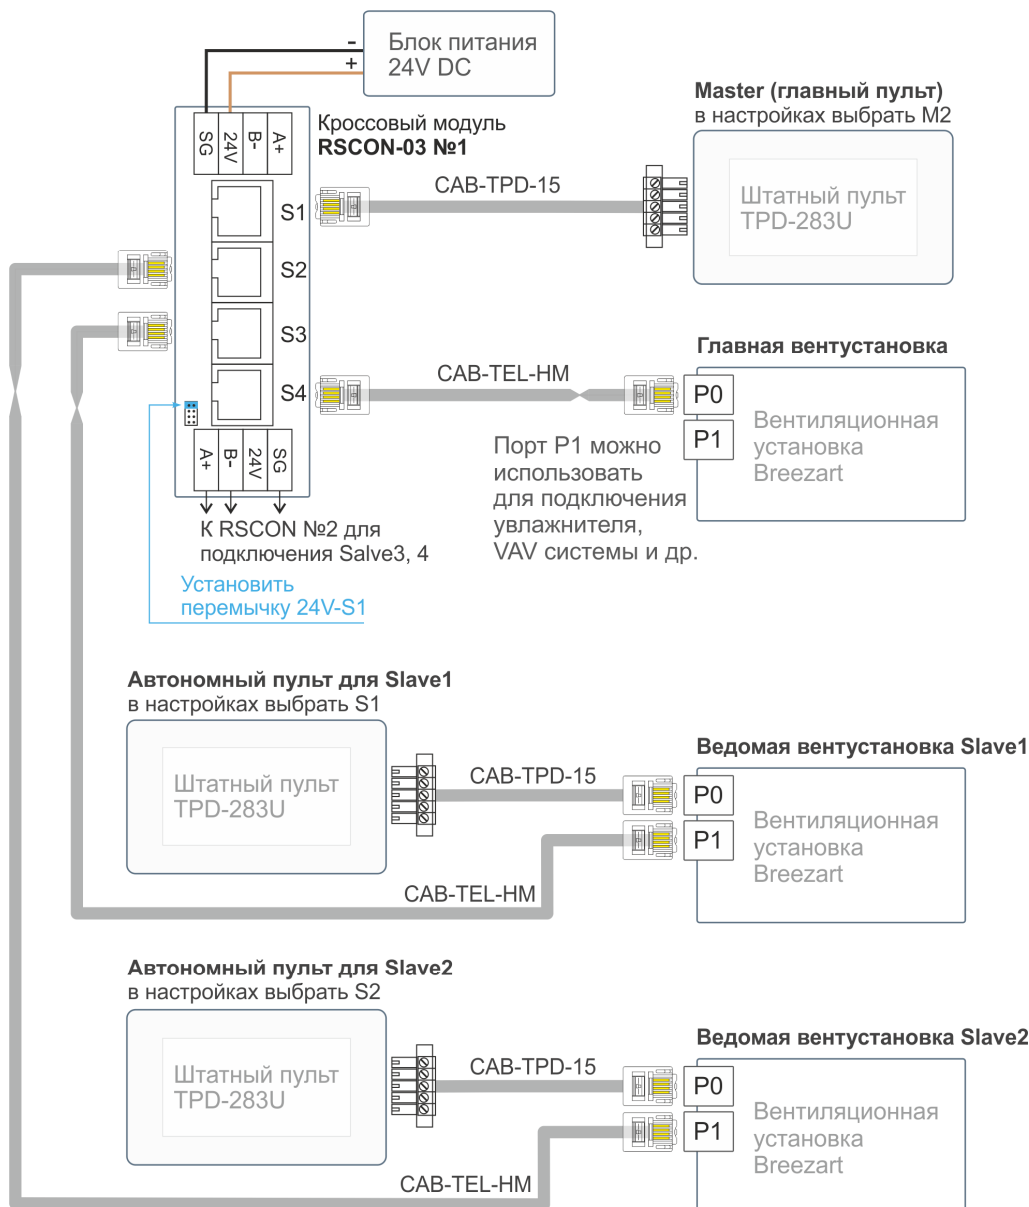 Блок питания
24V DC
-
+
Master (главный пульт)
в настройках выбрать M2
Кроссовый модуль
RSCON-03 №1
SG
24V
B-
A+
CAB-TPD-15
Штатный пульт
TPD-283U
S1
S2
S3
S4
Главная вентустановка
CAB-TEL-HM
P0
P1
Вентиляционная
установка
Breezart
Порт P1 можно
использовать
для подключения
увлажнителя,
VAV системы и др.
A+
B-
24V
SG
К RSCON №2 для
подключения Salve3, 4
Установить
перемычку 24V-S1
Автономный пульт для Slave1
в настройках выбрать S1
Штатный пульт
TPD-283U
CAB-TPD-15
Ведомая вентустановка Slave1
P0
P1
Вентиляционная
установка
Breezart
CAB-TEL-HM
Автономный пульт для Slave2
в настройках выбрать S2
Штатный пульт
TPD-283U
CAB-TPD-15
Ведомая вентустановка Slave2
P0
P1
Вентиляционная
установка
Breezart
CAB-TEL-HM